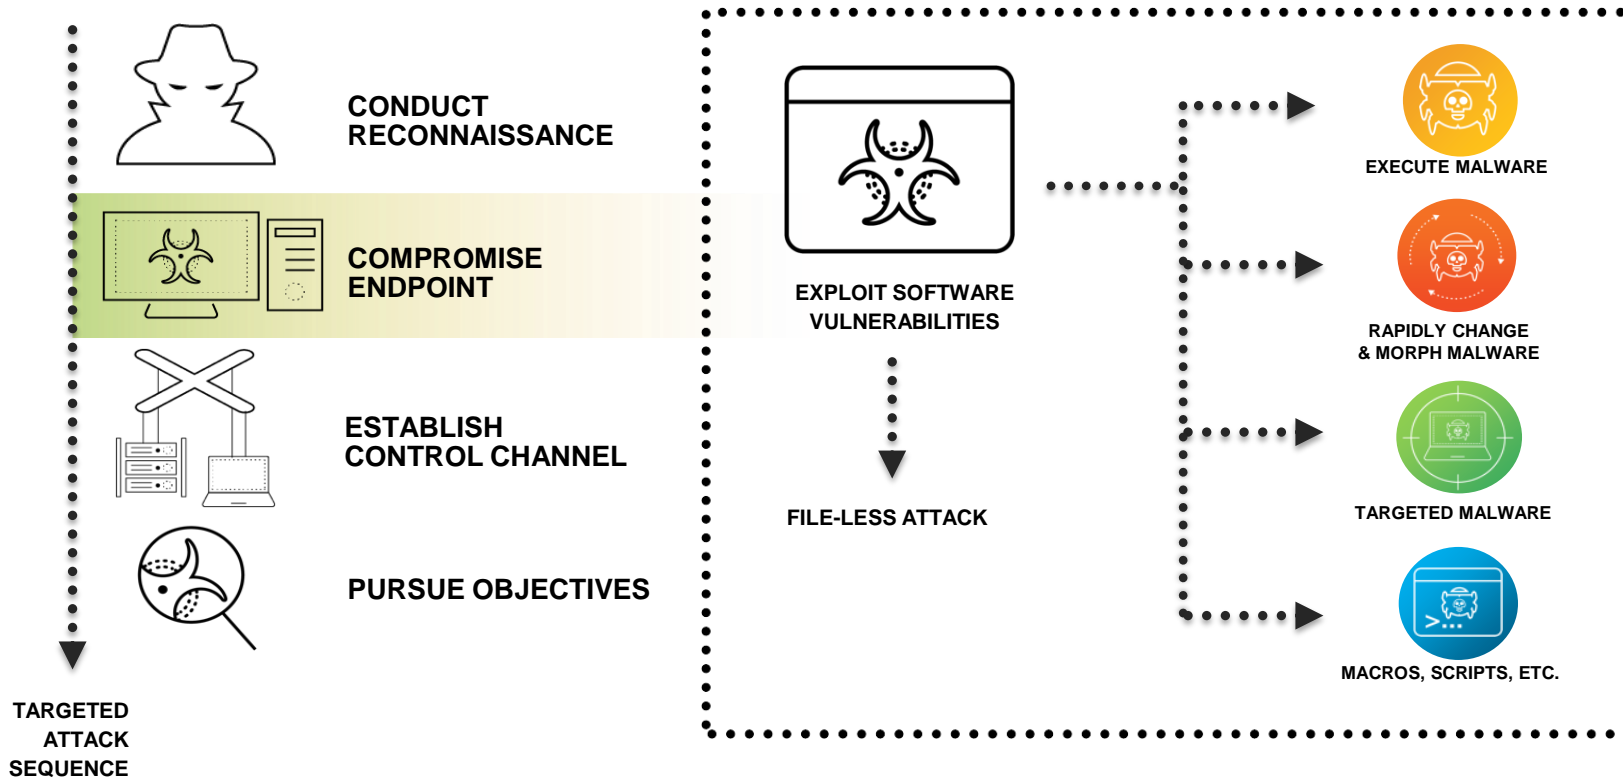 CONDUCT
RECONNAISSANCE
COMPROMISE
ENDPOINT
ESTABLISH
CONTROL CHANNEL
PURSUE OBJECTIVES
TARGETED
ATTACK
SEQUENCE
EXPLOIT SOFTWARE
VULNERABILITIES
FILE-LESS ATTACK
EXECUTE MALWARE
RAPIDLY CHANGE
& MORPH MALWARE
TARGETED MALWARE
>...
MACROS, SCRIPTS, ETC.